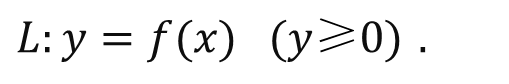 L: y = f(x) (y⩾0) .